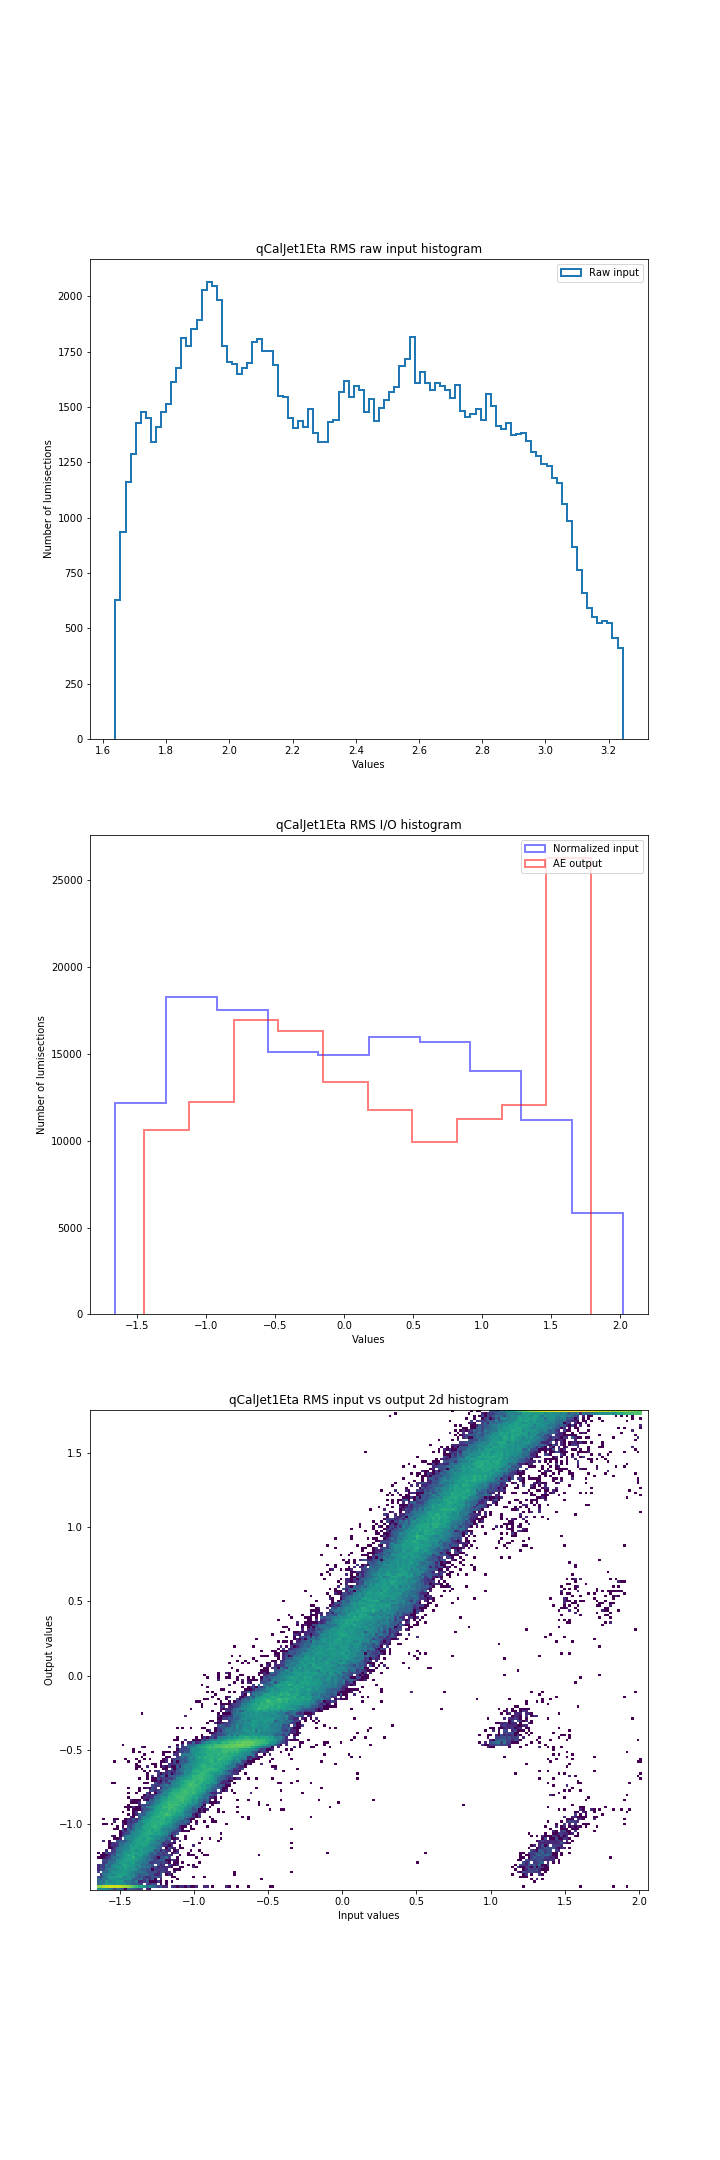 qCalJet1Eta RMS raw input histogram
Raw input
2000
1750
1500
1250
1000
750
500
250
0
Number of lumisections
1.6 1.8 2.0 2.2 2.4 2.6 2.8 3.0 3.2
Values
qCalJet1Eta RMS I/O histogram
Normalized input
AE output
25000
20000
15000
10000
5000
0
Number of lumisections
−1.5 −1.0 −0.5 0.0 0.5 1.0 1.5 2.0
Values
qCalJet1Eta RMS input vs output 2d histogram
1.5
1.0
0.5
0.0
−0.5
−1.0
Output values
−1.5 −1.0 −0.5 0.0 0.5 1.0 1.5 2.0
Input values